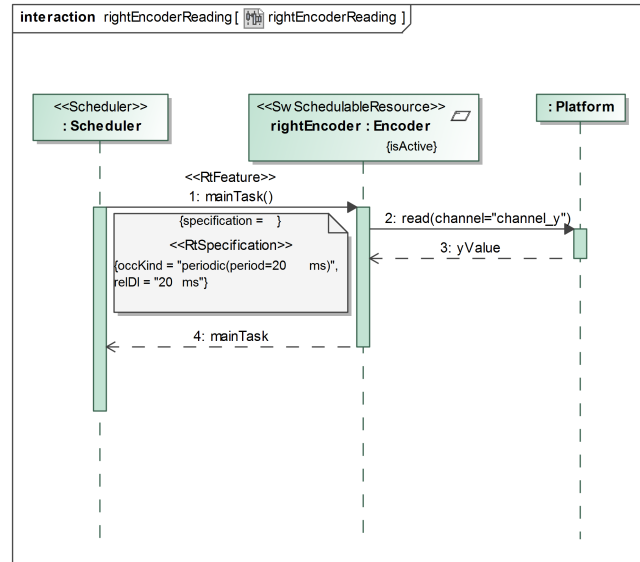 interaction rightEncoderReading [ rightEncoderReading ]
<<Scheduler>>
: Scheduler
<<SwSchedulableResource>>
rightEncoder : Encoder
{isActive}
: Platform
<<RtFeature>>
1: mainTask()
{specification = }
<<RtSpecification>>
{occKind = "periodic(period=20 ms)",
relDl = "20 ms"}
2: read(channel="channel_y")
3: yValue
4: mainTask